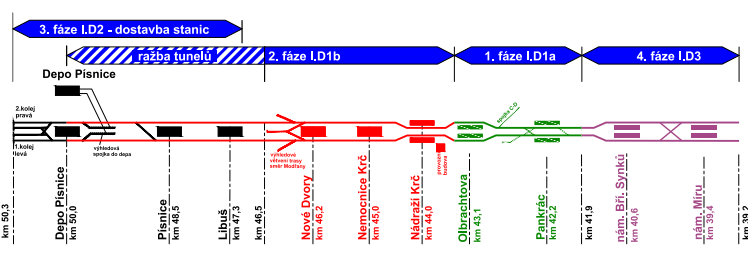 3. fáze I.D2 - dostavba stanic
ražba tunelů
2. fáze I.D1b
1. fáze I.D1a
4. fáze I.D3
Depo Písnice
2.kolej
pravá
1.kolej
levá
výhledová
spojka do depa
výhledové
větvení trasy
směr Modřany
provozní
budova
spojka C-D
km 50,3
Depo Písnice
km 50,0
Písnice
km 48,5
Libuš
km 47,3
km 46,5
Nové Dvory
km 46,2
Nemocnice Krč
km 45,0
Nádraží Krč
km 44,0
Olbrachtova
km 43,1
Pankrác
km 42,2
km 41,9
nám. Bří. Synků
km 40,6
nám. Míru
km 39,4
km 39,2